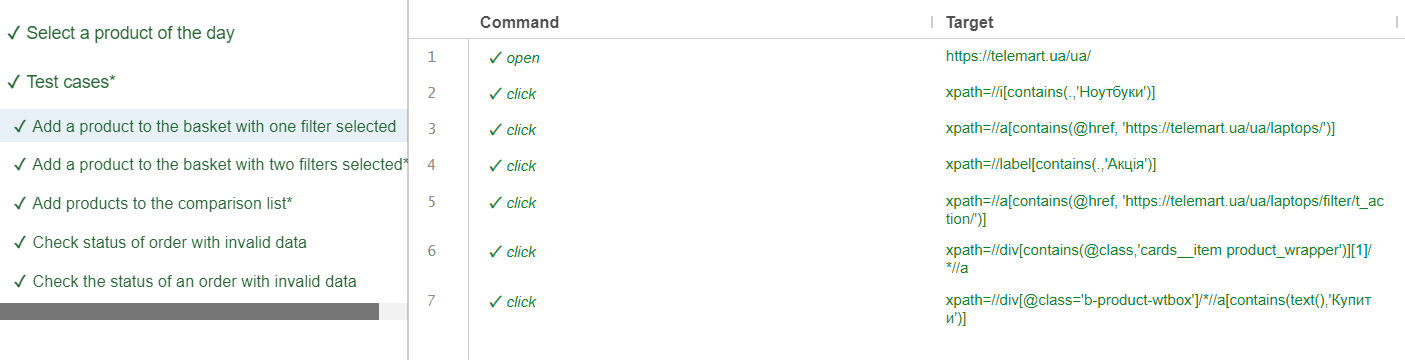 ✓ Select a product of the day
✓ Test cases*
✓ Add a product to the basket with one filter selected
✓ Add a product to the basket with two filters selected*
✓ Add products to the comparison list*
✓ Check status of order with invalid data
✓ Check the status of an order with invalid data
Command Target
1 ✓ open https://telemart.ua/ua/
2 ✓ click xpath=//i[contains(.,'Ноутбуки')]
3 ✓ click xpath=//a[contains(@href, 'https://telemart.ua/ua/laptops/')]
4 ✓ click xpath=//label[contains(.,'Акція')]
5 ✓ click xpath=//a[contains(@href, 'https://telemart.ua/ua/laptops/filter/t_ac
tion/')]
6 ✓ click xpath=//div[contains(@class,'cards__item product_wrapper')][1]/
*//a
7 ✓ click xpath=//div[@class='b-product-wtbox']/*//a[contains(text(),'Купит
и')]